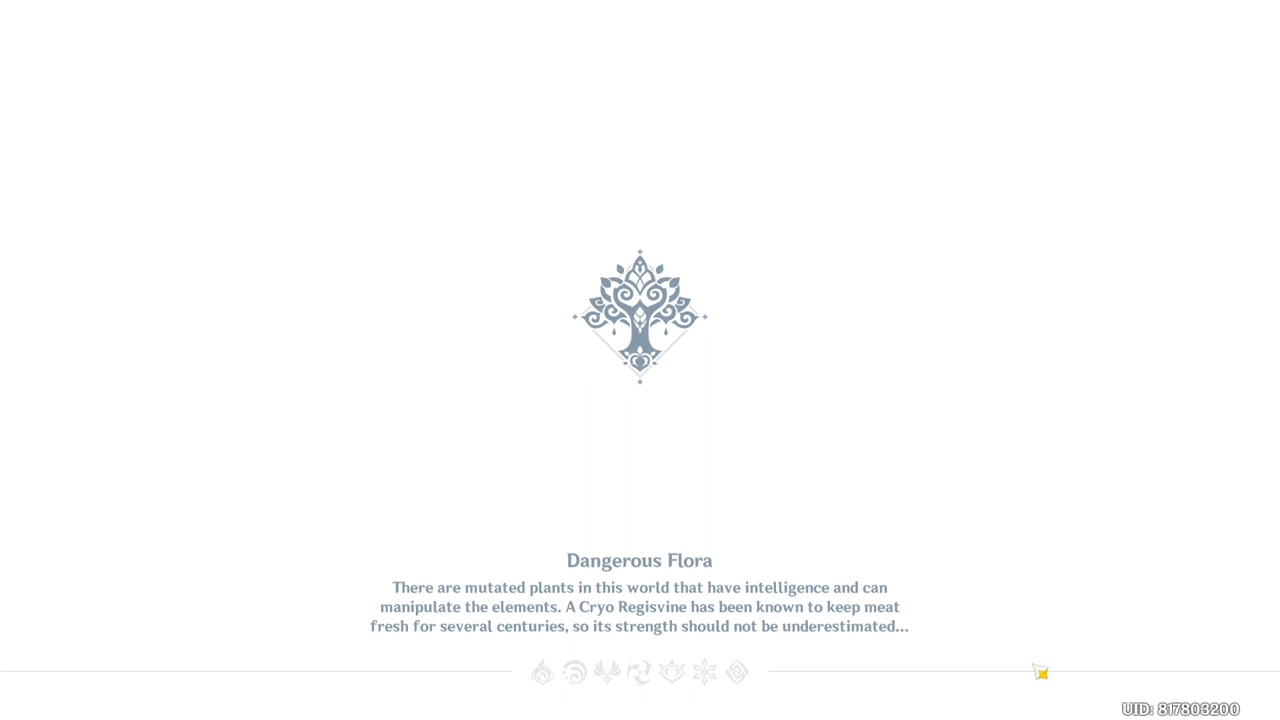 Dangerous Flora
There are mutated plants in this world that have intelligence and can
manipulate the elements. A Cryo Regisvine has been known to keep meat
fresh for several centuries, so its strength should not be underestimated...
UID: 817803200